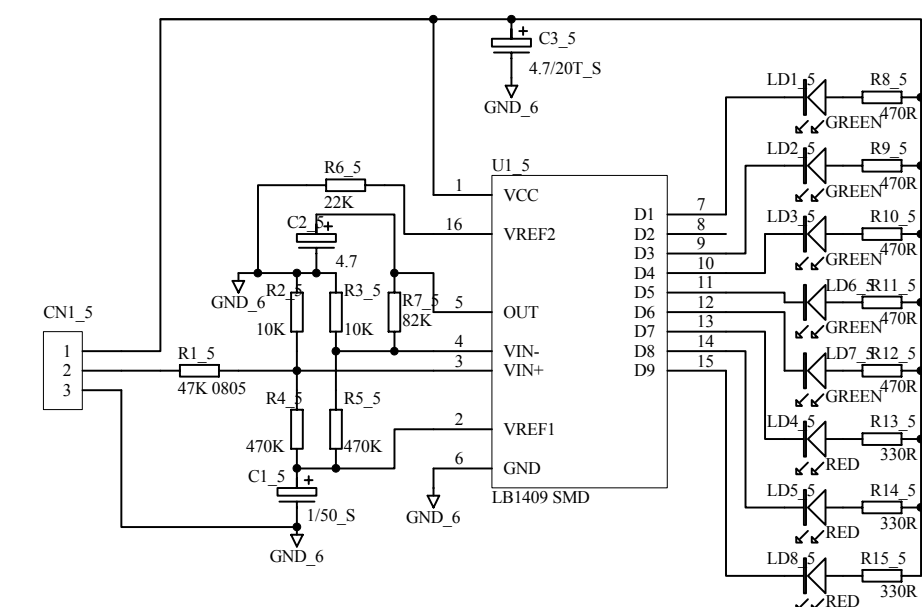 C3_5
4.7/20T_S
GND_6
LD1_5
R8_5
GREEN
470R
LD2_5
R9_5
GREEN
470R
LD3_5
R10_5
GREEN
470R
LD6_5
R11_5
GREEN
470R
LD7_5
R12_5
GREEN
470R
LD4_5
R13_5
RED
330R
LD5_5
R14_5
RED
330R
LD8_5
R15_5
RED
330R
U1_5
1
VCC
16
VREF2
5
OUT
4
VIN-
3
VIN+
2
VREF1
6
GND
D1
7
D2
8
D3
9
D4
10
D5
11
D6
12
D7
13
D8
14
D9
15
LB1409 SMD
R6_5
22K
C2_5
4.7
GND_6
R2_5
10K
R3_5
10K
R7_5
82K
CN1_5
1
2
3
R1_5
47K 0805
R4_5
470K
R5_5
470K
C1_5
1/50_S
GND_6
GND_6